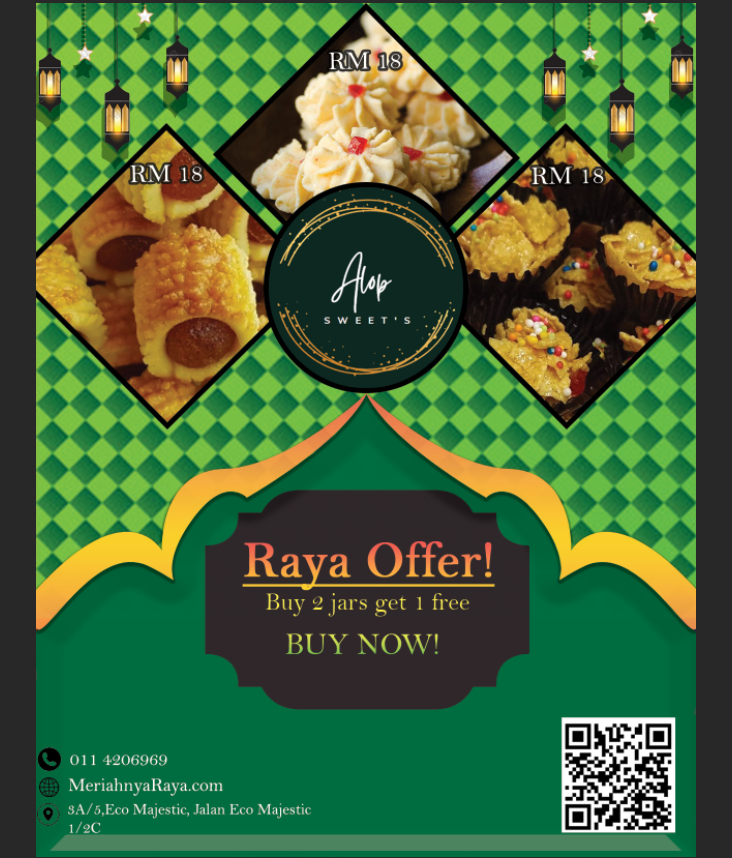 RM 18
RM 18
RM 18
Alop
SWEET'S
Raya Offer!
Buy 2 jars get 1 free
BUY NOW!
011 4206969
MeriahnyaRaya.com
3A/5,Eco Majestic, Jalan Eco Majestic
1/2C